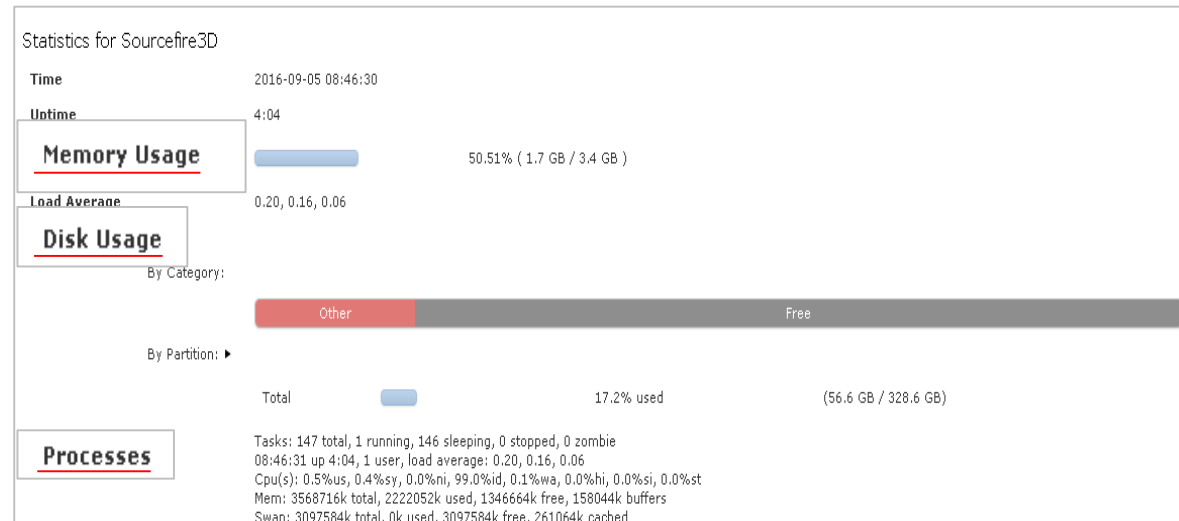 Statistics for Sourcefire3D
Time 2016-09-05 08:46:30
Uptime 4:04
Memory Usage 50.51% ( 1.7 GB / 3.4 GB )
Load Average 0.20, 0.16, 0.06
Disk Usage
By Category:
Other Free
By Partition:
Total 17.2% used (56.6 GB / 328.6 GB)
Processes
Tasks: 147 total, 1 running, 146 sleeping, 0 stopped, 0 zombie
08:46:31 up 4:04, 1 user, load average: 0.20, 0.16, 0.06
Cpu(s): 0.5%us, 0.4%sy, 0.0%ni, 99.0%id, 0.1%wa, 0.0%hi, 0.0%si, 0.0%st
Mem: 3568716k total, 2222052k used, 1346664k free, 158044k buffers
Swap: 3097584k total, 0k used, 3097584k free, 261064k cached